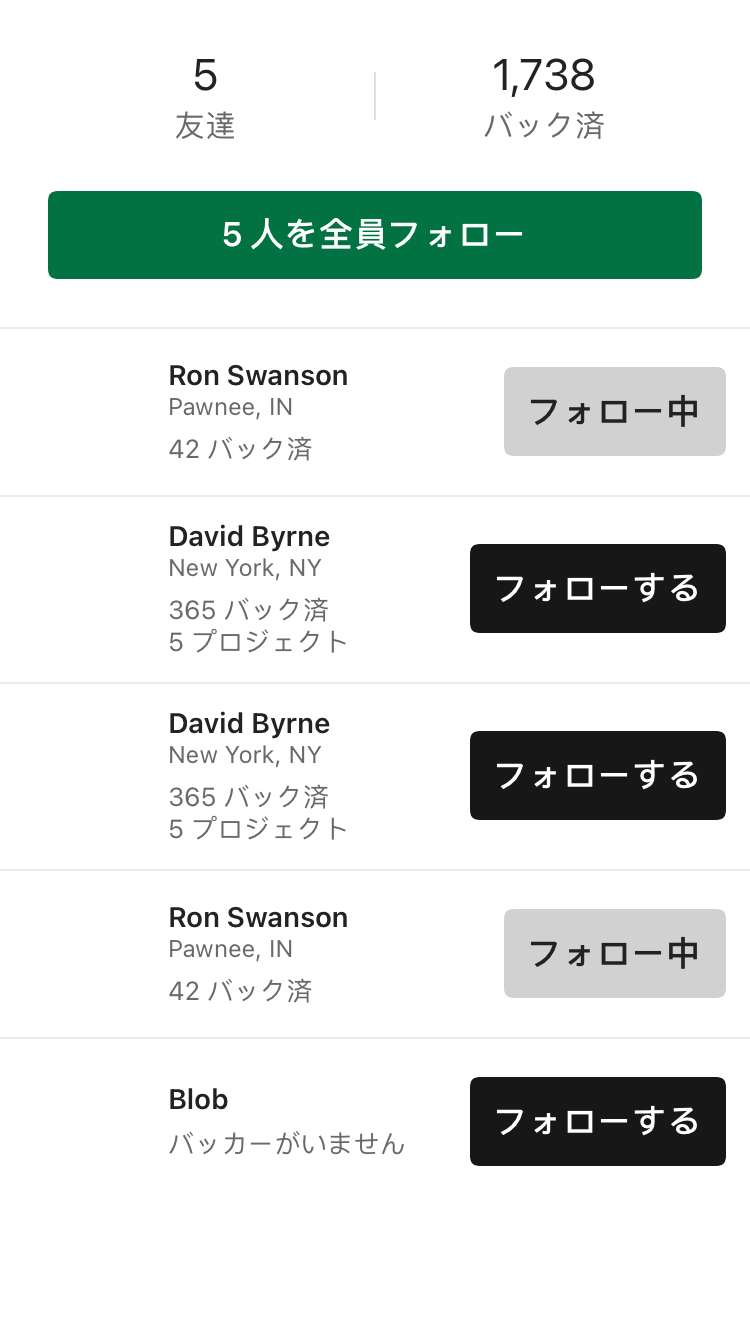 5
友達
1,738
バック済
5 人を全員フォロー
Ron Swanson
Pawnee, IN
42 バック済
フォロー中
David Byrne
New York, NY
365 バック済
5 プロジェクト
フォローする
David Byrne
New York, NY
365 バック済
5 プロジェクト
フォローする
Ron Swanson
Pawnee, IN
42 バック済
フォロー中
Blob
バッカーがいません
フォローする